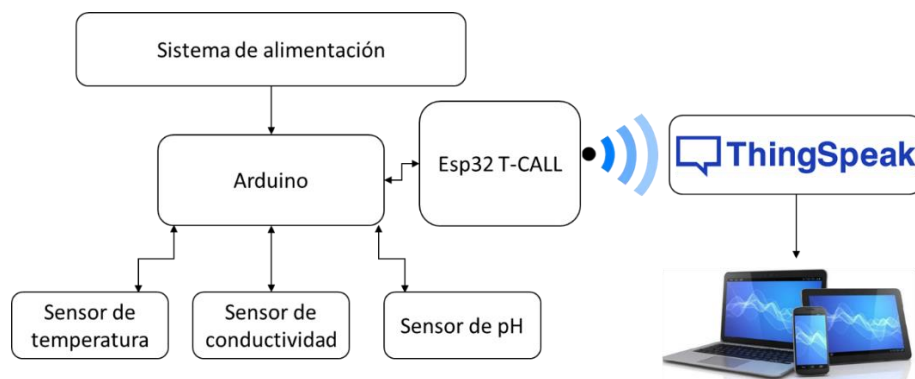 Sistema de alimentación
Arduino
Esp32 T-CALL
ThingSpeak
Sensor de
temperatura
Sensor de
conductividad
Sensor de pH